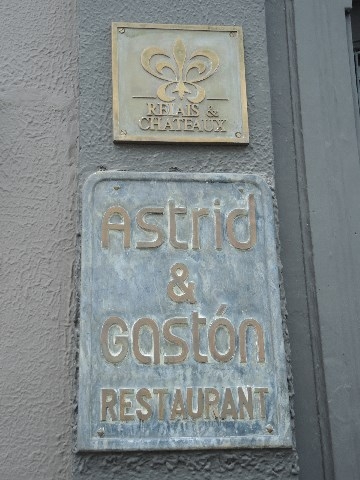 RELAIS &
CHATEAUX
Astrid
&
Gastón
RESTAURANT